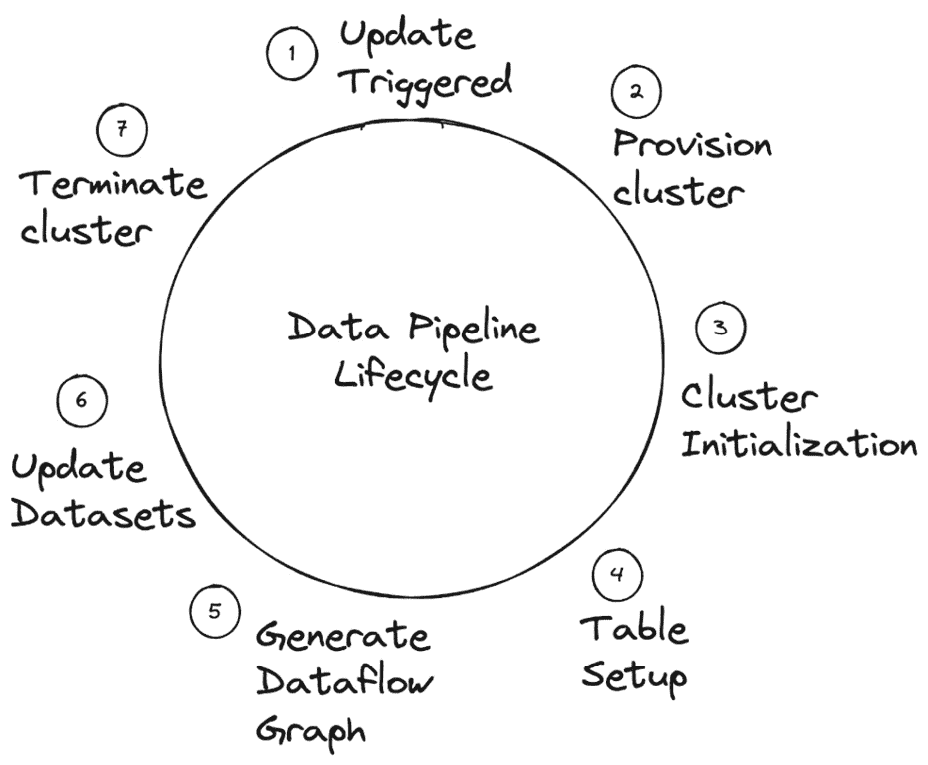 1
Update
Triggered
2
Provision
cluster
3
Cluster
Initialization
4
Table
Setup
5
Generate
Dataflow
Graph
6
Update
Datasets
7
Terminate
cluster
Data Pipeline
Lifecycle